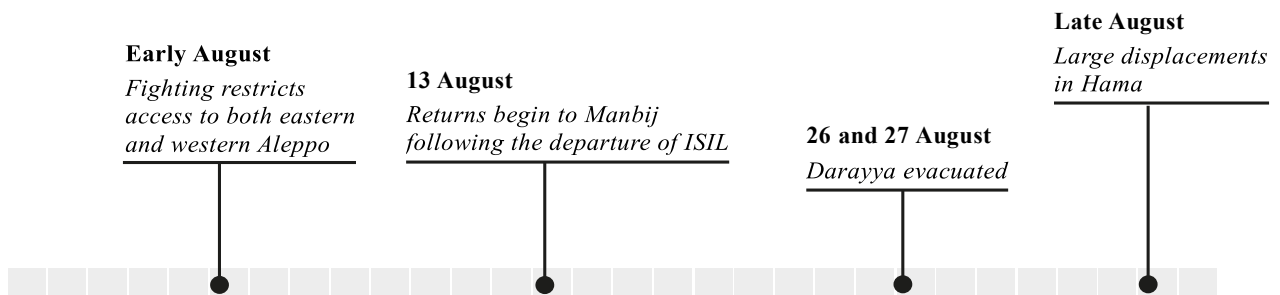 Early August
Fighting restricts
access to both eastern
and western Aleppo
13 August
Returns begin to Manbij
following the departure of ISIL
26 and 27 August
Darayya evacuated
Late August
Large displacements
in Hama